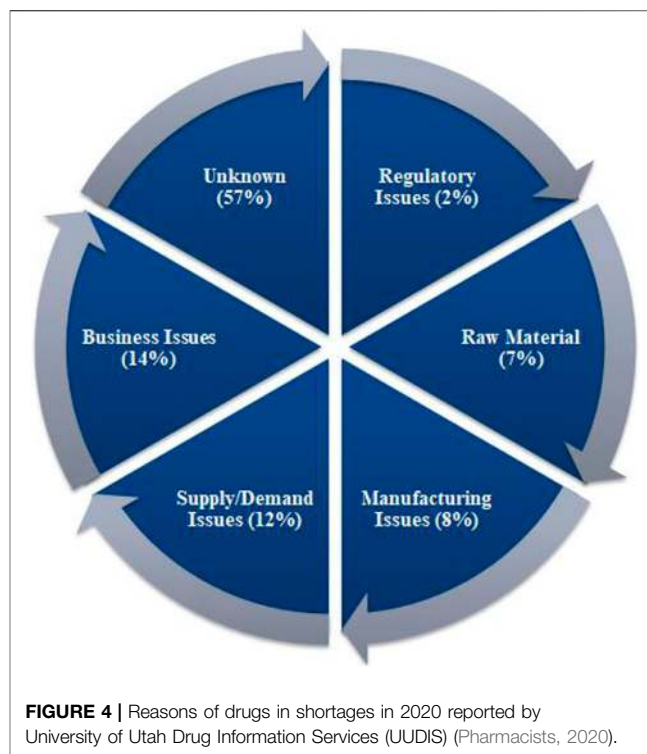 Unknown
(57%)
Regulatory
Issues (2%)
Business Issues
(14%)
Raw Material
(7%)
Supply/Demand
Issues (12%)
Manufacturing
Issues (8%)
FIGURE 4 | Reasons of drugs in shortages in 2020 reported by
University of Utah Drug Information Services (UUDIS) (Pharmacists, 2020).